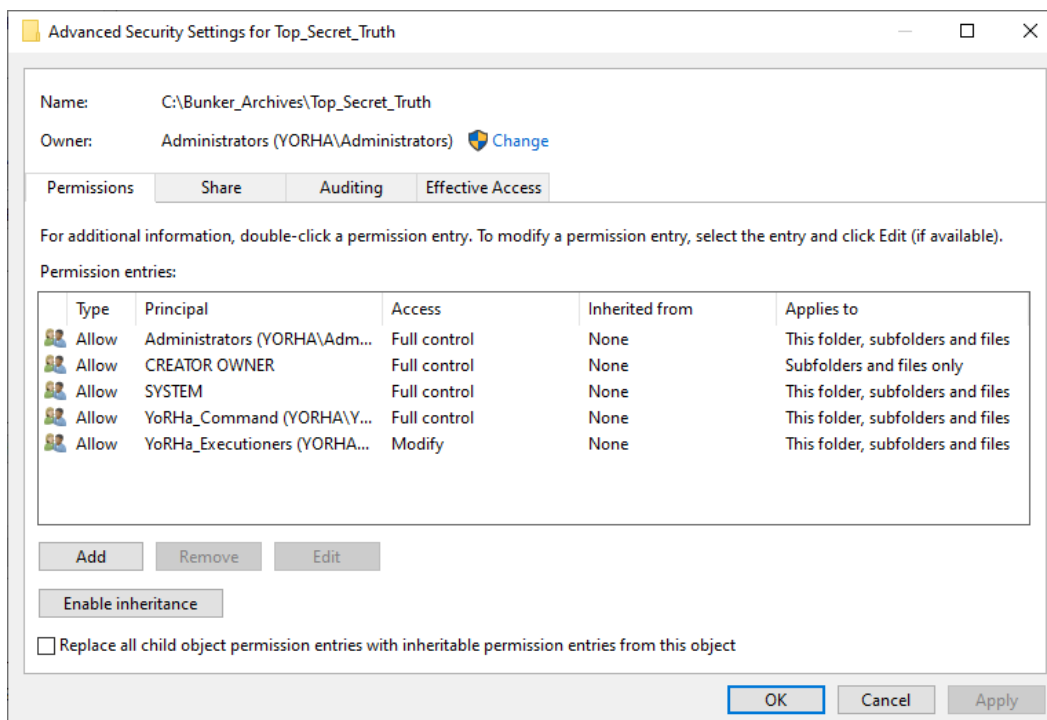 Advanced Security Settings for Top_Secret_Truth
Name: C:\Bunker_Archives\Top_Secret_Truth
Owner: Administrators (YORHA\Administrators) Change
Permissions Share Auditing Effective Access
For additional information, double-click a permission entry. To modify a permission entry, select the entry and click Edit (if available).
Permission entries:
Type Principal Access Inherited from Applies to
Allow Administrators (YORHA\Adm... Full control None This folder, subfolders and files
Allow CREATOR OWNER Full control None Subfolders and files only
Allow SYSTEM Full control None This folder, subfolders and files
Allow YoRHa_Command (YORHA\Y... Full control None This folder, subfolders and files
Allow YoRHa_Executioners (YORHA... Modify None This folder, subfolders and files
Add Remove Edit
Enable inheritance
Replace all child object permission entries with inheritable permission entries from this object
OK Cancel Apply